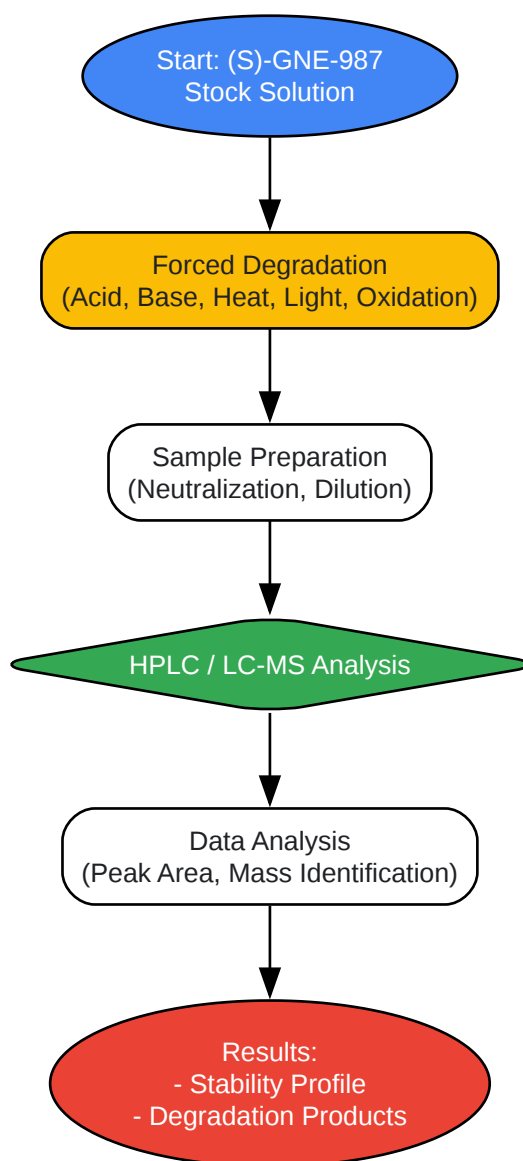 Start: (S)-GNE-987
Stock Solution
Forced Degradation
(Acid, Base, Heat, Light, Oxidation)
Sample Preparation
(Neutralization, Dilution)
HPLC / LC-MS Analysis
Data Analysis
(Peak Area, Mass Identification)
Results:
- Stability Profile
- Degradation Products